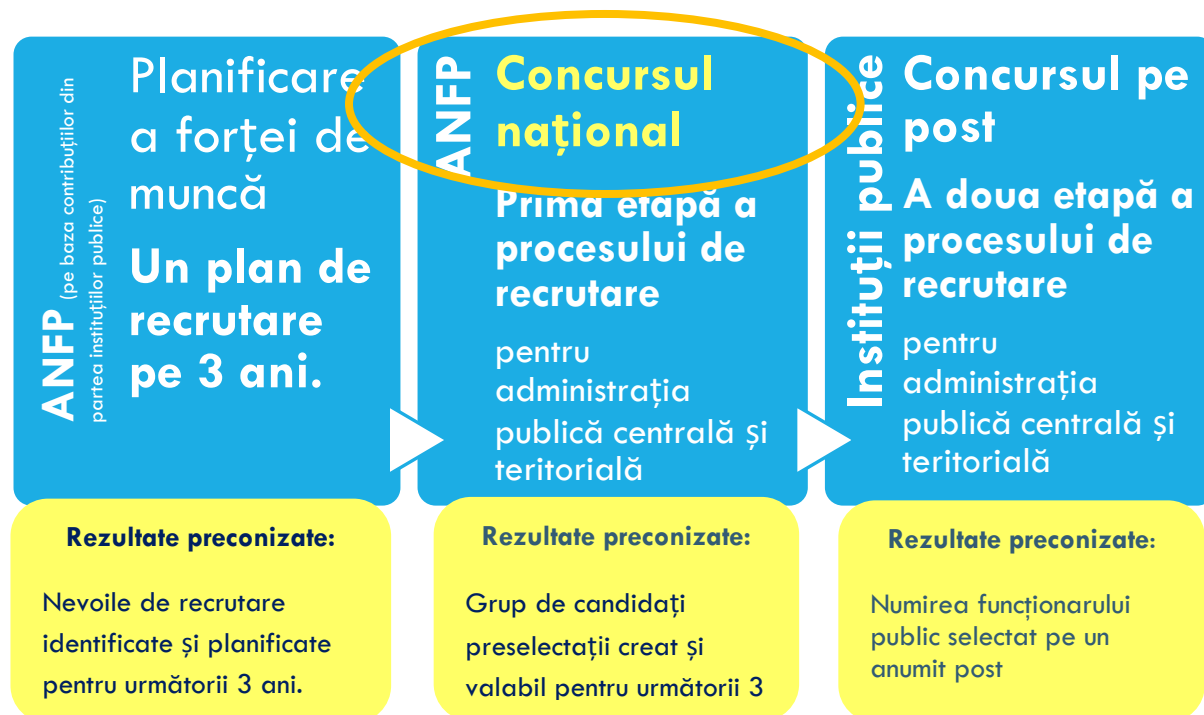 ANFP (pe baza contribuțiilor din
partea instituțiilor publice)
Planificare
a forței de
muncă
Un plan de
recrutare
pe 3 ani.
ANFP
Concursul
național
Prima etapă a
procesului de
recrutare
pentru
administrația
publică centrală și
teritorială
Instituții publice
Concursul pe
post
A doua etapă a
procesului de
recrutare
pentru
administrația
publică centrală și
teritorială
Rezultate preconizate:
Nevoile de recrutare
identificate și planificate
pentru următorii 3 ani.
Rezultate preconizate:
Grup de candidați
preselectații creat și
valabil pentru următorii 3
Rezultate preconizate:
Numirea funcționarului
public selectat pe un
anumit post